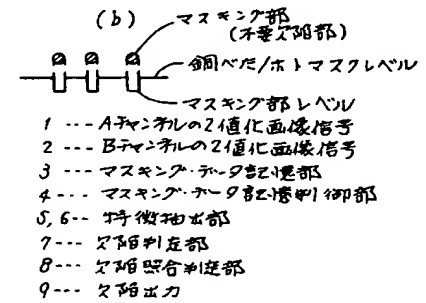 (b)
マスキング部
(不要欠陥部)
銅べた/ホトマスクレベル
マスキング部レベル
1 --- Aチャンネルの2値化画像信号
2 --- Bチャンネルの2値化画像信号
3 --- マスキング・データ記憶部
4 --- マスキング・データ記憶制御部
5,6-- 特徴抽出部
7--- 欠陥判定部
8--- 欠陥照合判定部
9--- 欠陥出力